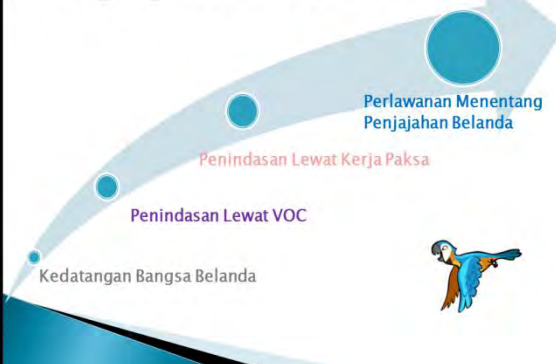 Perlawanan Menentang
Penjajahan Belanda
Penindasan Lewat Kerja Paksa
Penindasan Lewat VOC
Kedatangan Bangsa Belanda